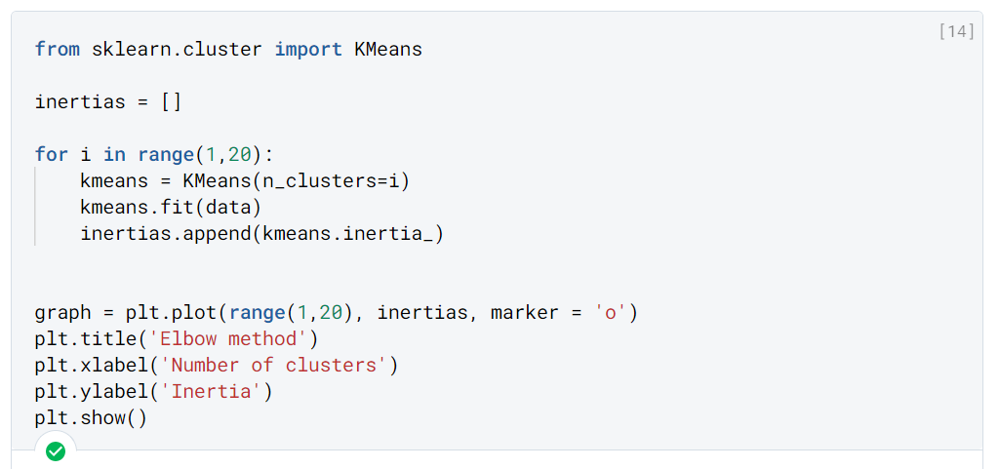 [14]
from sklearn.cluster import KMeans
inertias = []
for i in range(1,20):
    kmeans = KMeans(n_clusters=i)
    kmeans.fit(data)
    inertias.append(kmeans.inertia_)
graph = plt.plot(range(1,20), inertias, marker = 'o')
plt.title('Elbow method')
plt.xlabel('Number of clusters')
plt.ylabel('Inertia')
plt.show()